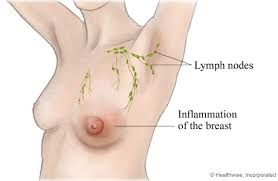 Lymph nodes
Inflammation
of the breast
© Healthwise, Incorporated